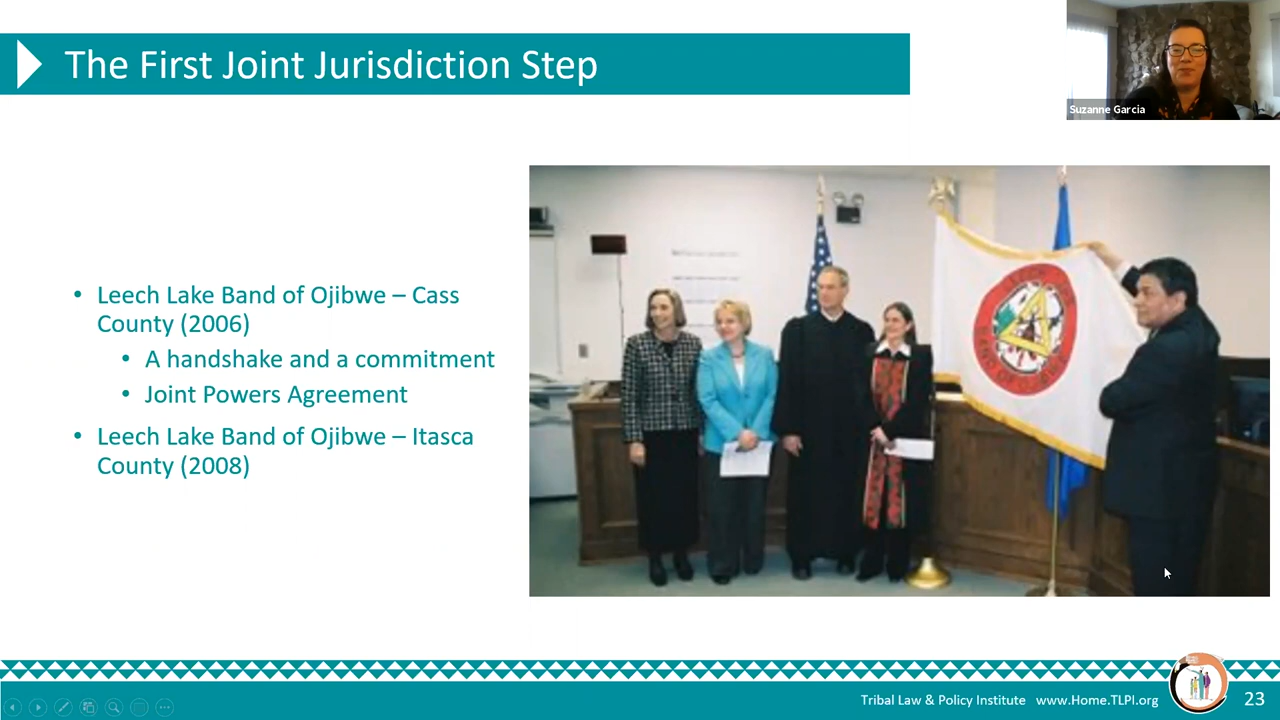 The First Joint Jurisdiction Step
Suzanne Garcia
• Leech Lake Band of Ojibwe – Cass
County (2006)
• A handshake and a commitment
• Joint Powers Agreement
• Leech Lake Band of Ojibwe – Itasca
County (2008)
Tribal Law & Policy Institute www.Home.TLPI.org
23